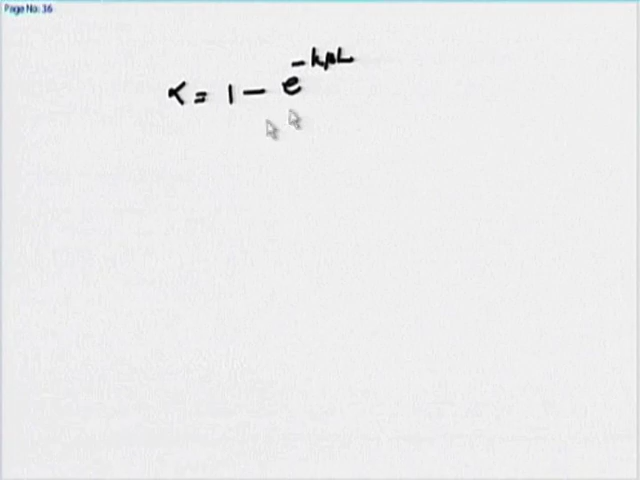 Page No: 36
α = 1 - e^{-kρL}